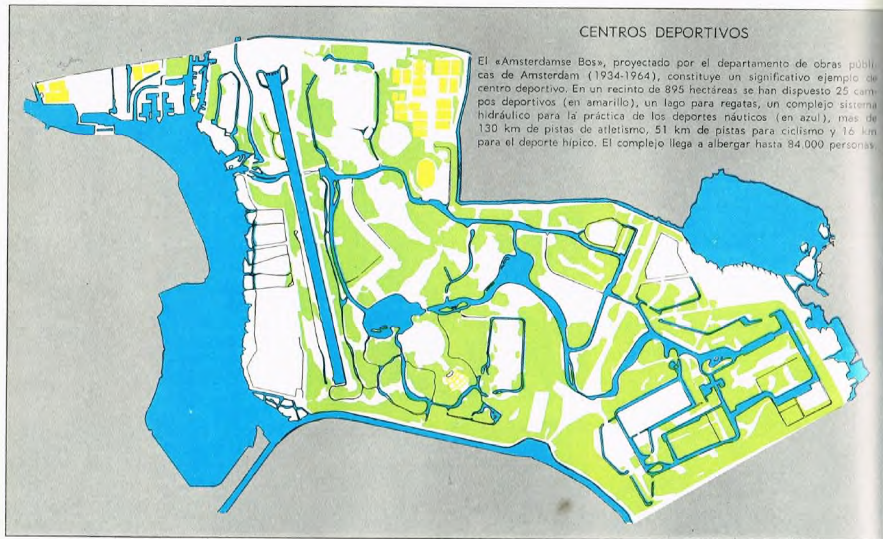 CENTROS DEPORTIVOS
El «Amsterdamse Bos», proyectado por el departamento de obras públi
cas de Amsterdam (1934-1964), constituye un significativo ejemplo de
centro deportivo. En un recinto de 895 hectáreas se han dispuesto 25 cam
pos deportivos (en amarillo), un lago para regatas, un complejo sistema
hidráulico para la práctica de los deportes náuticos (en azul), mas de
130 km de pistas de atletismo, 51 km de pistas para ciclismo y 16 km
para el deporte hípico. El complejo llega a albergar hasta 84.000 personas